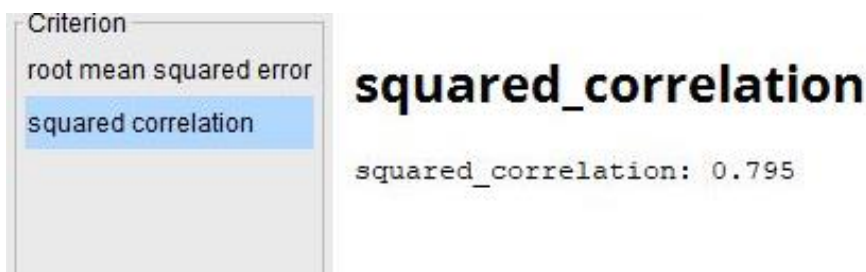 Criterion
root mean squared error
squared correlation
squared_correlation
squared_correlation: 0.795